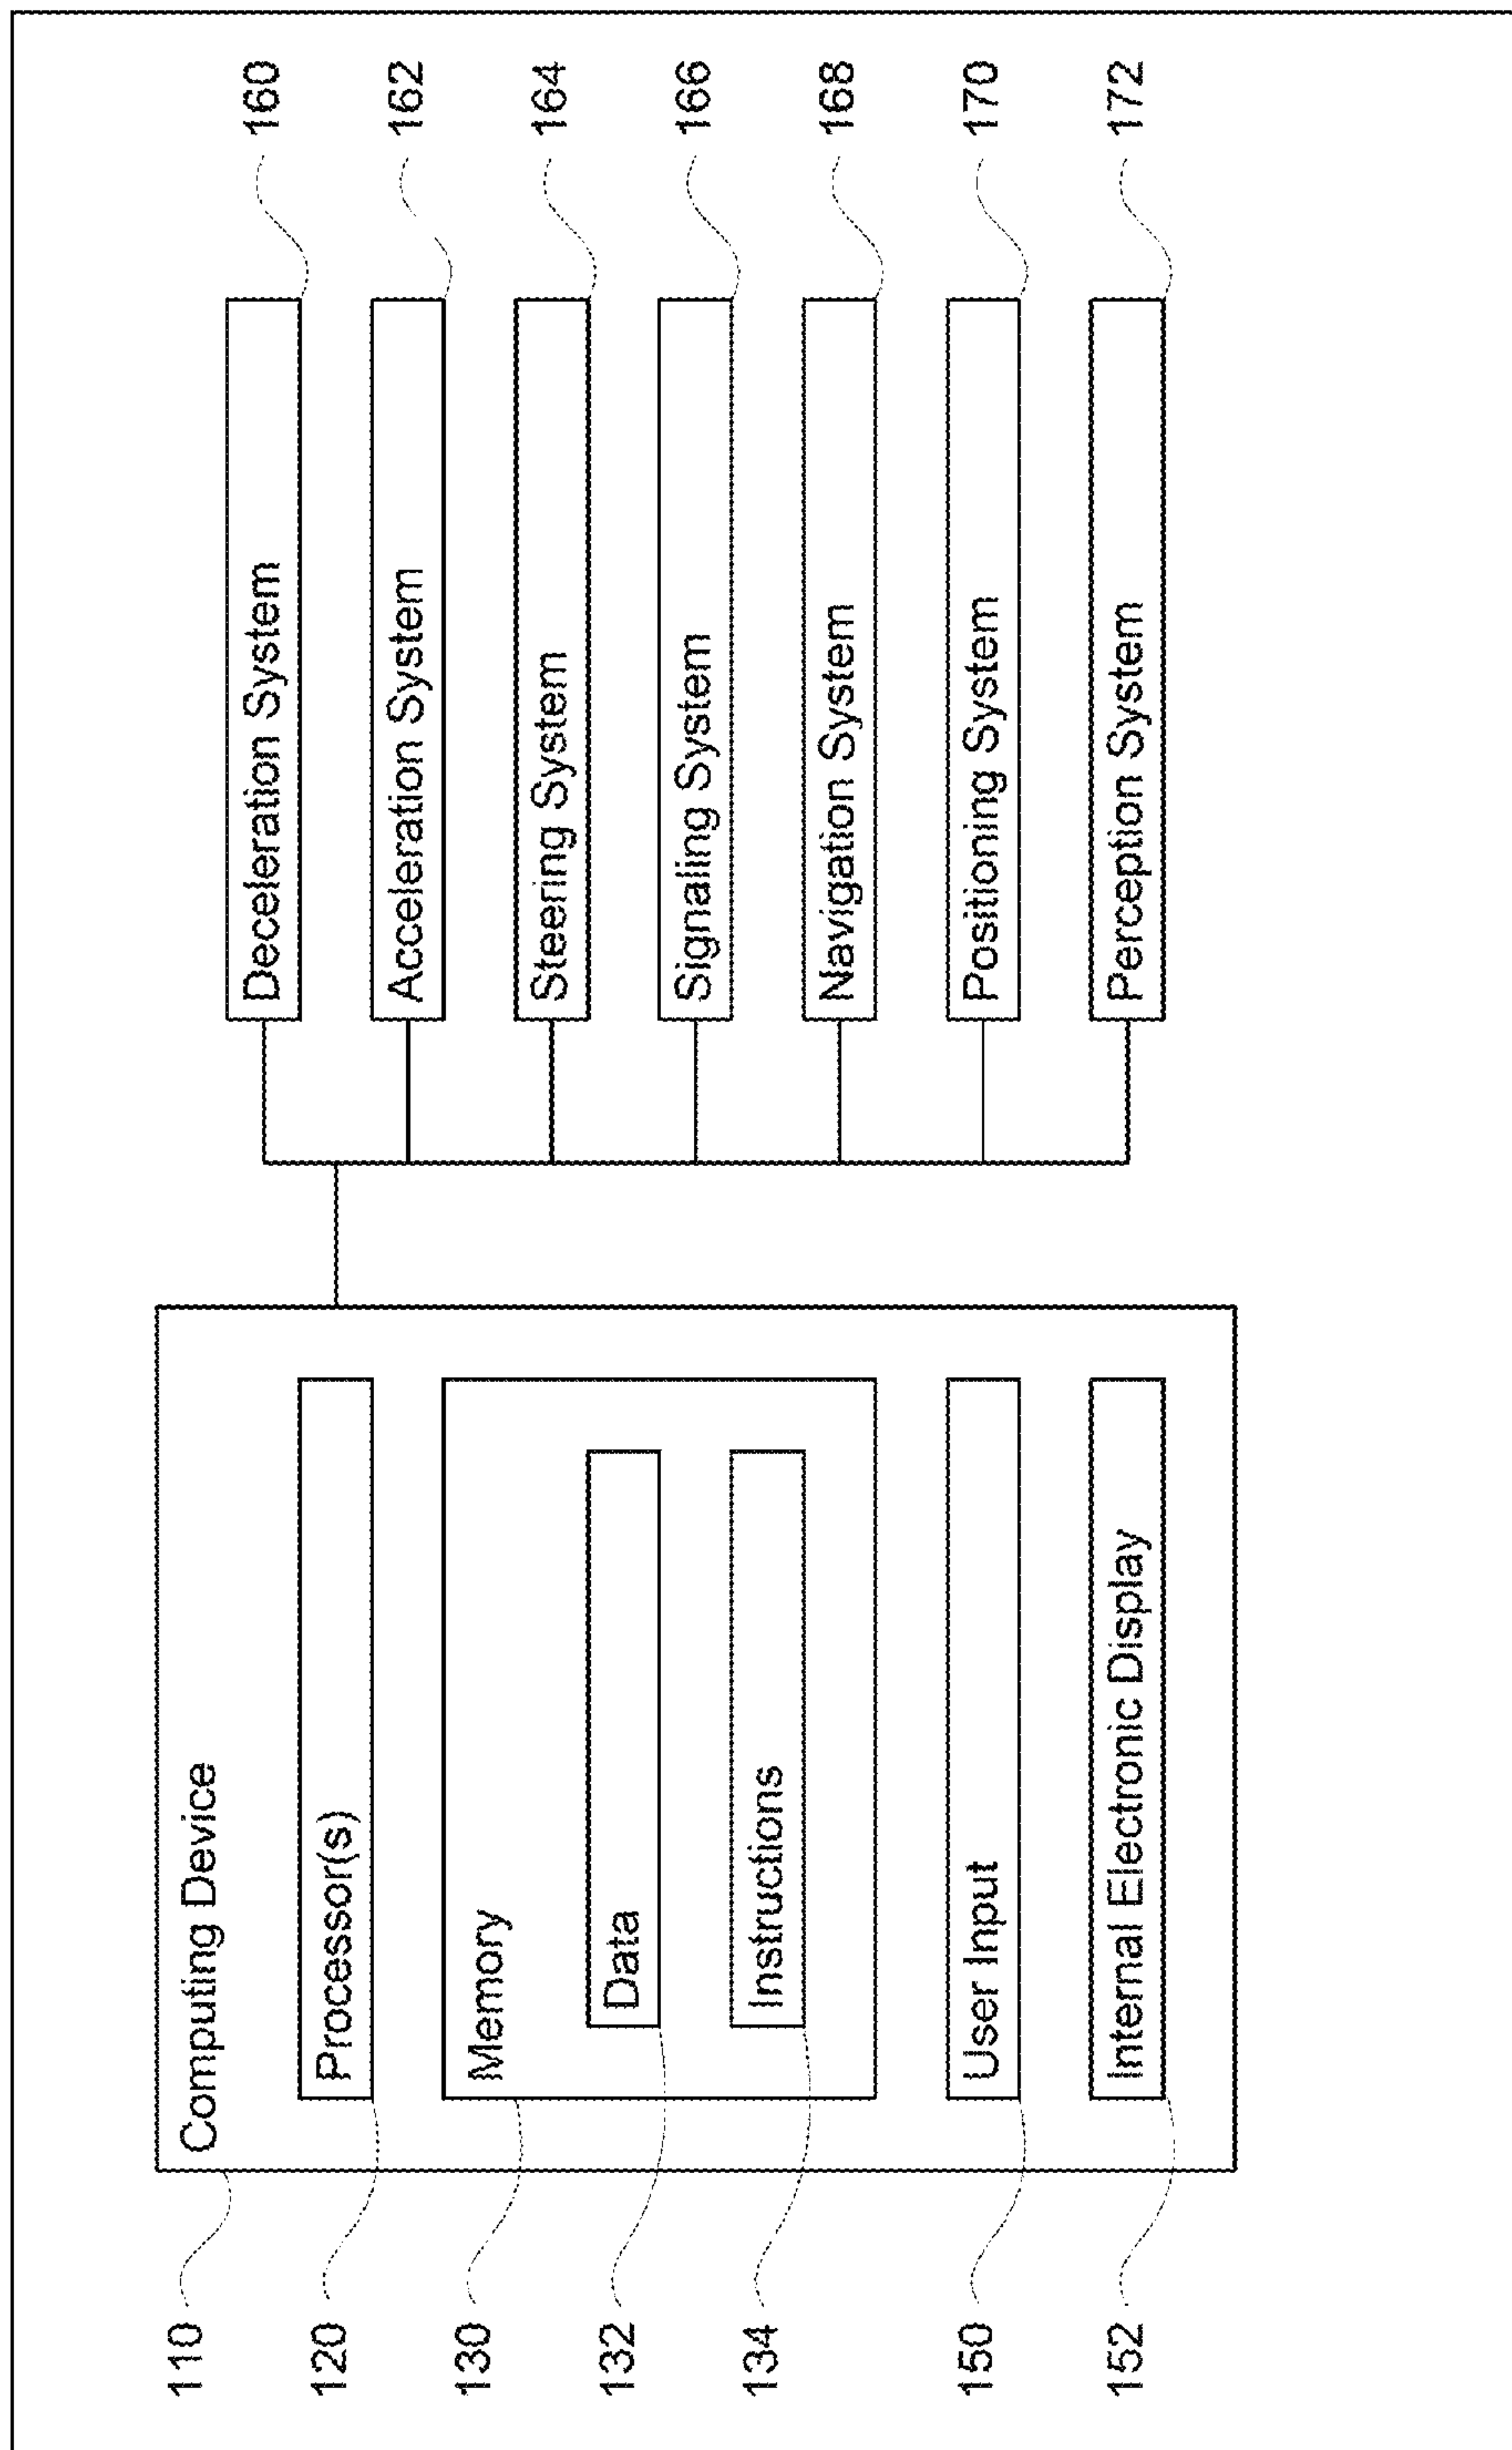 Computing Device
110
Processor(s)
120
Memory
130
Data
132
Instructions
134
User Input
150
Internal Electronic Display
152
Deceleration System
160
Acceleration System
162
Steering System
164
Signaling System
166
Navigation System
168
Positioning System
170
Perception System
172